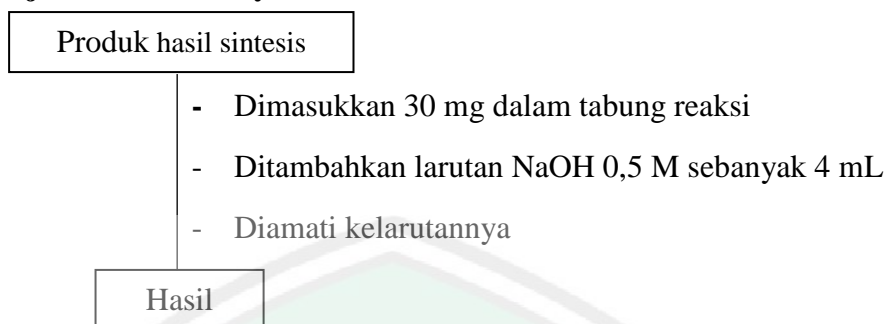 Produk hasil sintesis
- Dimasukkan 30 mg dalam tabung reaksi
- Ditambahkan larutan NaOH 0,5 M sebanyak 4 mL
- Diamati kelarutannya
Hasil